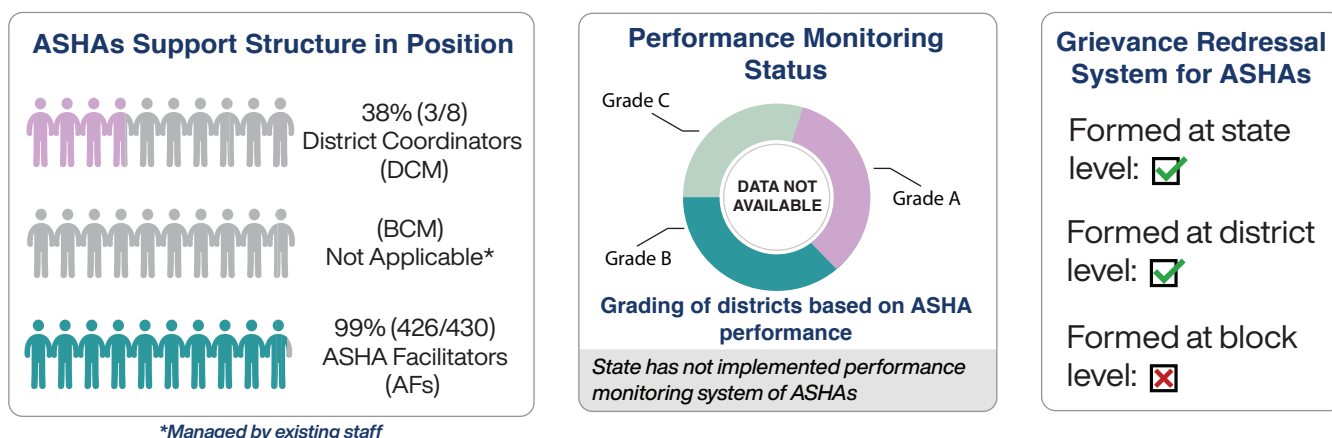 ASHAs Support Structure in Position
38% (3/8)
District Coordinators
(DCM)
(BCM)
Not Applicable*
99% (426/430)
ASHA Facilitators
(AFs)
*Managed by existing staff
Performance Monitoring
Status
Grade C
DATA NOT
AVAILABLE
Grade A
Grade B
Grading of districts based on ASHA
performance
State has not implemented performance
monitoring system of ASHAs
Grievance Redressal
System for ASHAs
Formed at state
level:
Formed at district
level:
Formed at block
level: